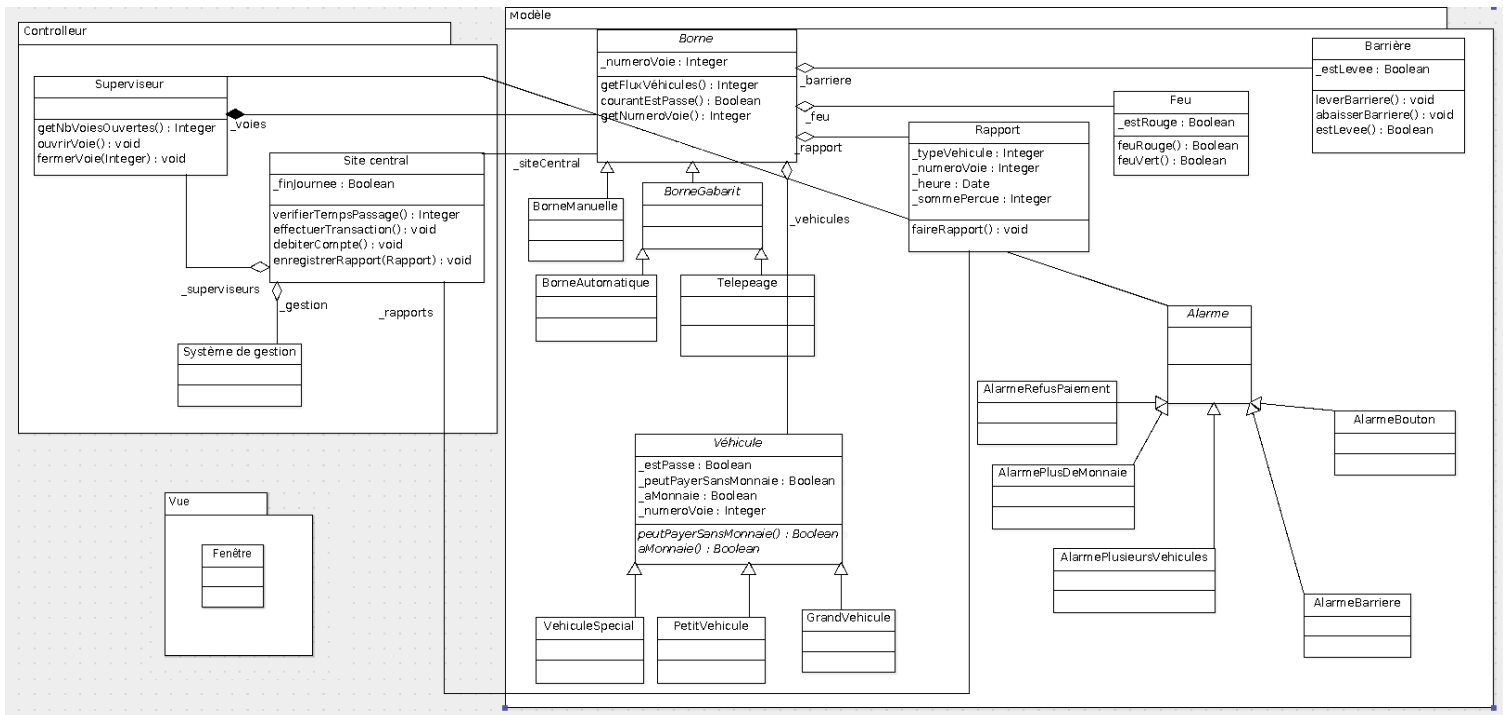 Controlleur
Superviseur
getNbVoiesOuvertes() : Integer
ouvrirVoie() : void
fermerVoie(Integer) : void
_voies
Site central
_finJournee : Boolean
verifierTempsPassage() : Integer
effectuerTransaction() : void
debiterCompte() : void
enregistrerRapport(Rapport) : void
_superviseurs
_gestion
_rapports
Système de gestion
Vue
Fenêtre
Modèle
Borne
_numeroVoie : Integer
getFluxVéhicules() : Integer
courantEstPasse() : Boolean
getNumeroVoie() : Integer
_barriere
_feu
_rapport
_siteCentral
_vehicules
Barrière
_estLevee : Boolean
leverBarriere() : void
abaisserBarriere() : void
estLevee() : Boolean
Feu
_estRouge : Boolean
feuRouge() : Boolean
feuVert() : Boolean
Rapport
_typeVehicule : Integer
_numeroVoie : Integer
_heure : Date
_sommePercue : Integer
faireRapport() : void
BorneManuelle
BorneGabarit
BorneAutomatique
Telepeage
Alarme
AlarmeRefusPaiement
AlarmeBouton
AlarmePlusDeMonnaie
AlarmePlusieursVehicules
AlarmeBarriere
Véhicule
_estPasse : Boolean
_peutPayerSansMonnaie : Boolean
_aMonnaie : Boolean
_numeroVoie : Integer
peutPayerSansMonnaie() : Boolean
aMonnaie() : Boolean
VehiculeSpecial
PetitVehicule
GrandVehicule